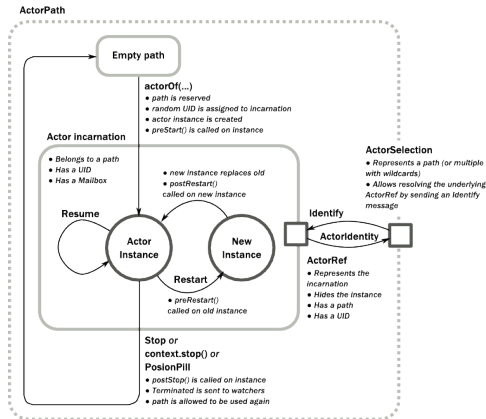 ActorPath
Empty path
actorOf(...)
• path is reserved
• random UID is assigned to incarnation
• actor instance is created
• preStart() is called on instance
Actor incarnation
• Belongs to a path
• Has a UID
• Has a Mailbox
• new instance replaces old
• postRestart()
called on new instance
Resume
Actor
Instance
New
Instance
Restart
• preRestart()
called on old instance
ActorSelection
• Represents a path (or multiple
with wildcards)
• Allows resolving the underlying
ActorRef by sending an Identify
message
Identify
ActorIdentity
ActorRef
• Represents the
incarnation
• Hides the instance
• Has a path
• Has a UID
Stop or
context.stop() or
PosionPill
• postStop() is called on instance
• Terminated is sent to watchers
• path is allowed to be used again